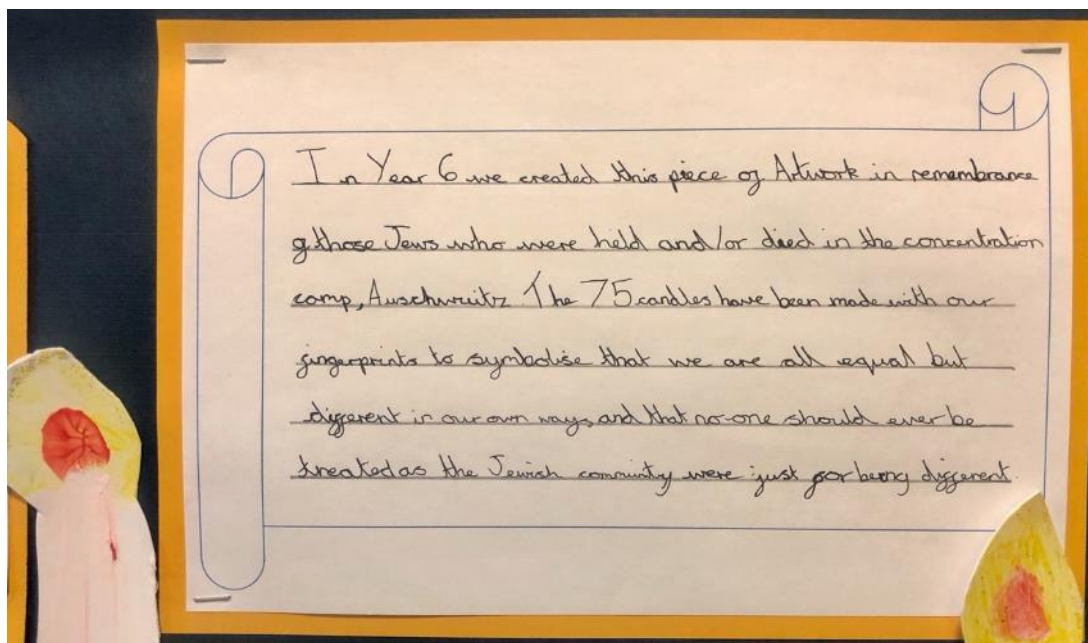 In Year 6 we created this piece of Artwork in remembrance
of those Jews who were held and/or died in the concentration
camp, Auschwitz. The 75 candles have been made with our
fingerprints to symbolise that we are all equal but
different in our own ways, and that no-one should ever be
treated as the Jewish community were just for being different.